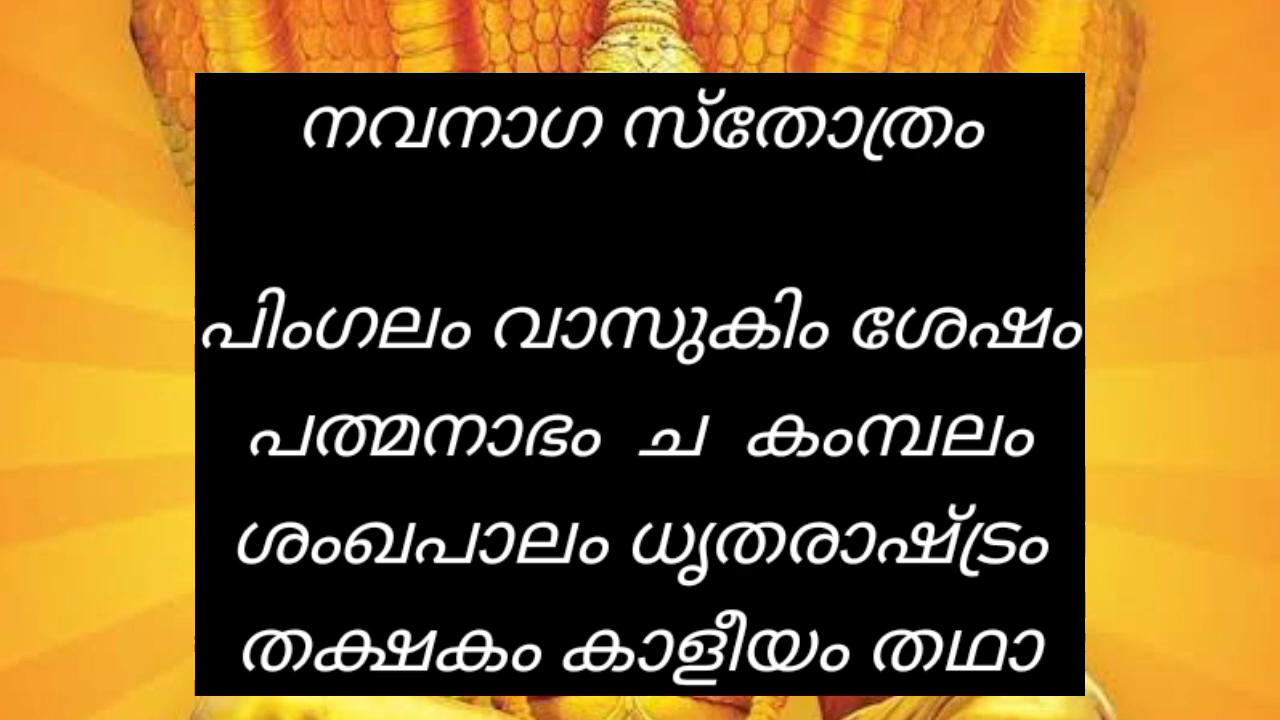 നവനാഗ സ്തോത്രം
പിംഗലം വാസുകിം ശേഷം
പത്മനാഭം ച കംമ്പലം
ശംഖപാലം ധൃതരാഷ്ട്രം
തക്ഷകം കാളീയം തഥാ